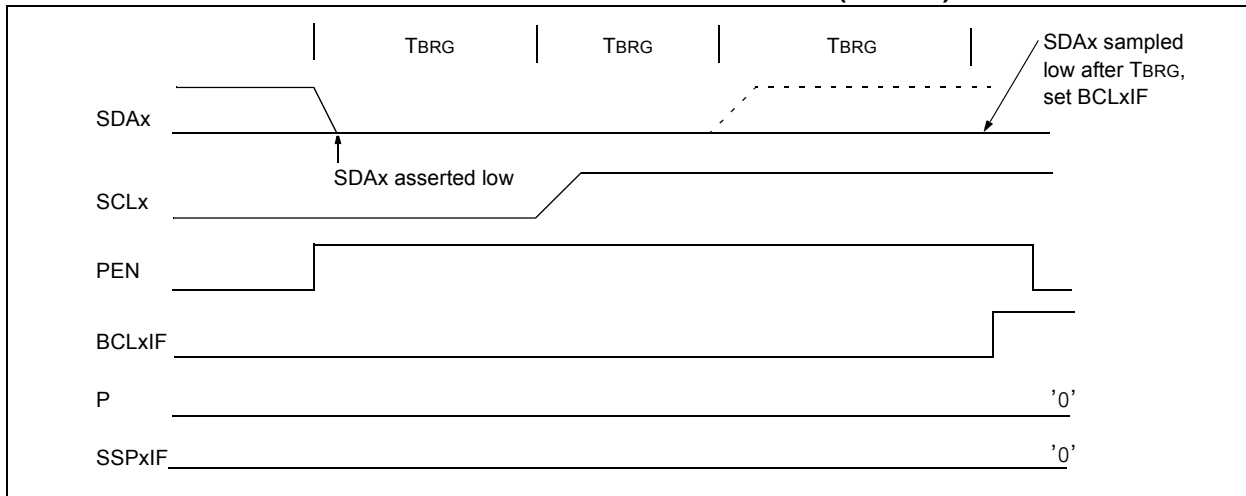 TBRG TBRG TBRG
SDAx sampled
low after TBRG,
set BCLxIF
SDAx
SDAx asserted low
SCLx
PEN
BCLxIF
P '0'
SSPxIF '0'